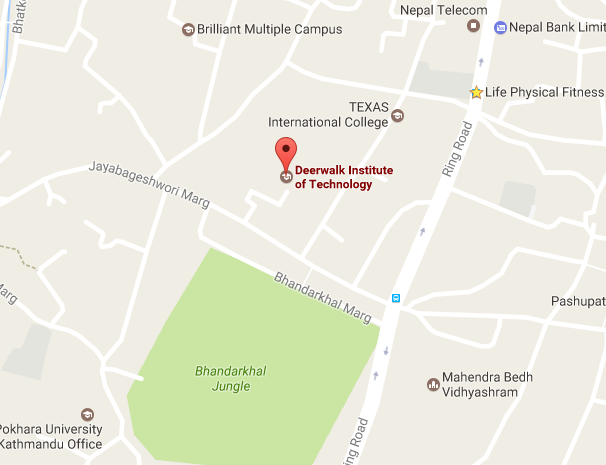 Nepal Telecom
Bhatk
Brilliant Multiple Campus
Nepal Bank Limit
Life Physical Fitness
TEXAS
International College
Ring Road
Deerwalk Institute
of Technology
Jayabageshwori Marg
Marg
Bhandarkhal Marg
Pashupat
Bhandarkhal
Jungle
Mahendra Bedh
Vidhyashram
Pokhara University
Kathmandu Office
ing Road